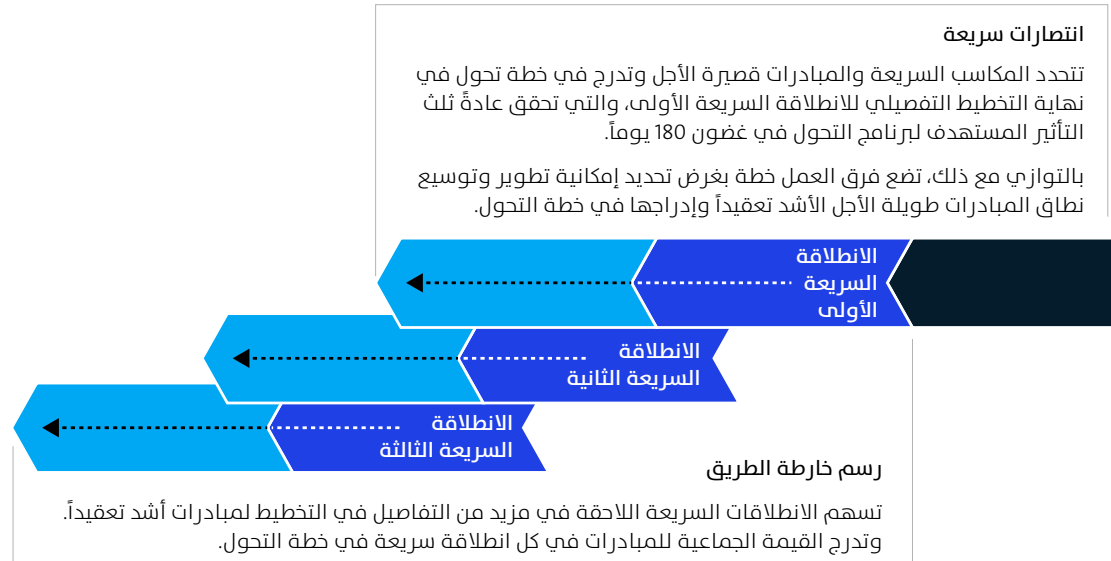 انتصارات سريعة
تتحدد المكاسب السريعة والمبادرات قصيرة الأجل وتدرج في خطة تحول في
نهاية التخطيط التفصيلي للانطلاقة السريعة الأولى، والتي تحقق عادةً ثلث
التأثير المستهدف لبرنامج التحول في غضون 180 يوماً.
بالتوازي مع ذلك، تضع فرق العمل خطة بغرض تحديد إمكانية تطوير وتوسيع
نطاق المبادرات طويلة الأجل الأشد تعقيداً وإدراجها في خطة التحول.
الانطلاقة
السريعة
الأولى
الانطلاقة
السريعة الثانية
الانطلاقة
السريعة الثالثة
رسم خارطة الطريق
تسهم الانطلاقات السريعة اللاحقة في مزيد من التفاصيل في التخطيط لمبادرات أشد تعقيداً.
وتدرج القيمة الجماعية للمبادرات في كل انطلاقة سريعة في خطة التحول.